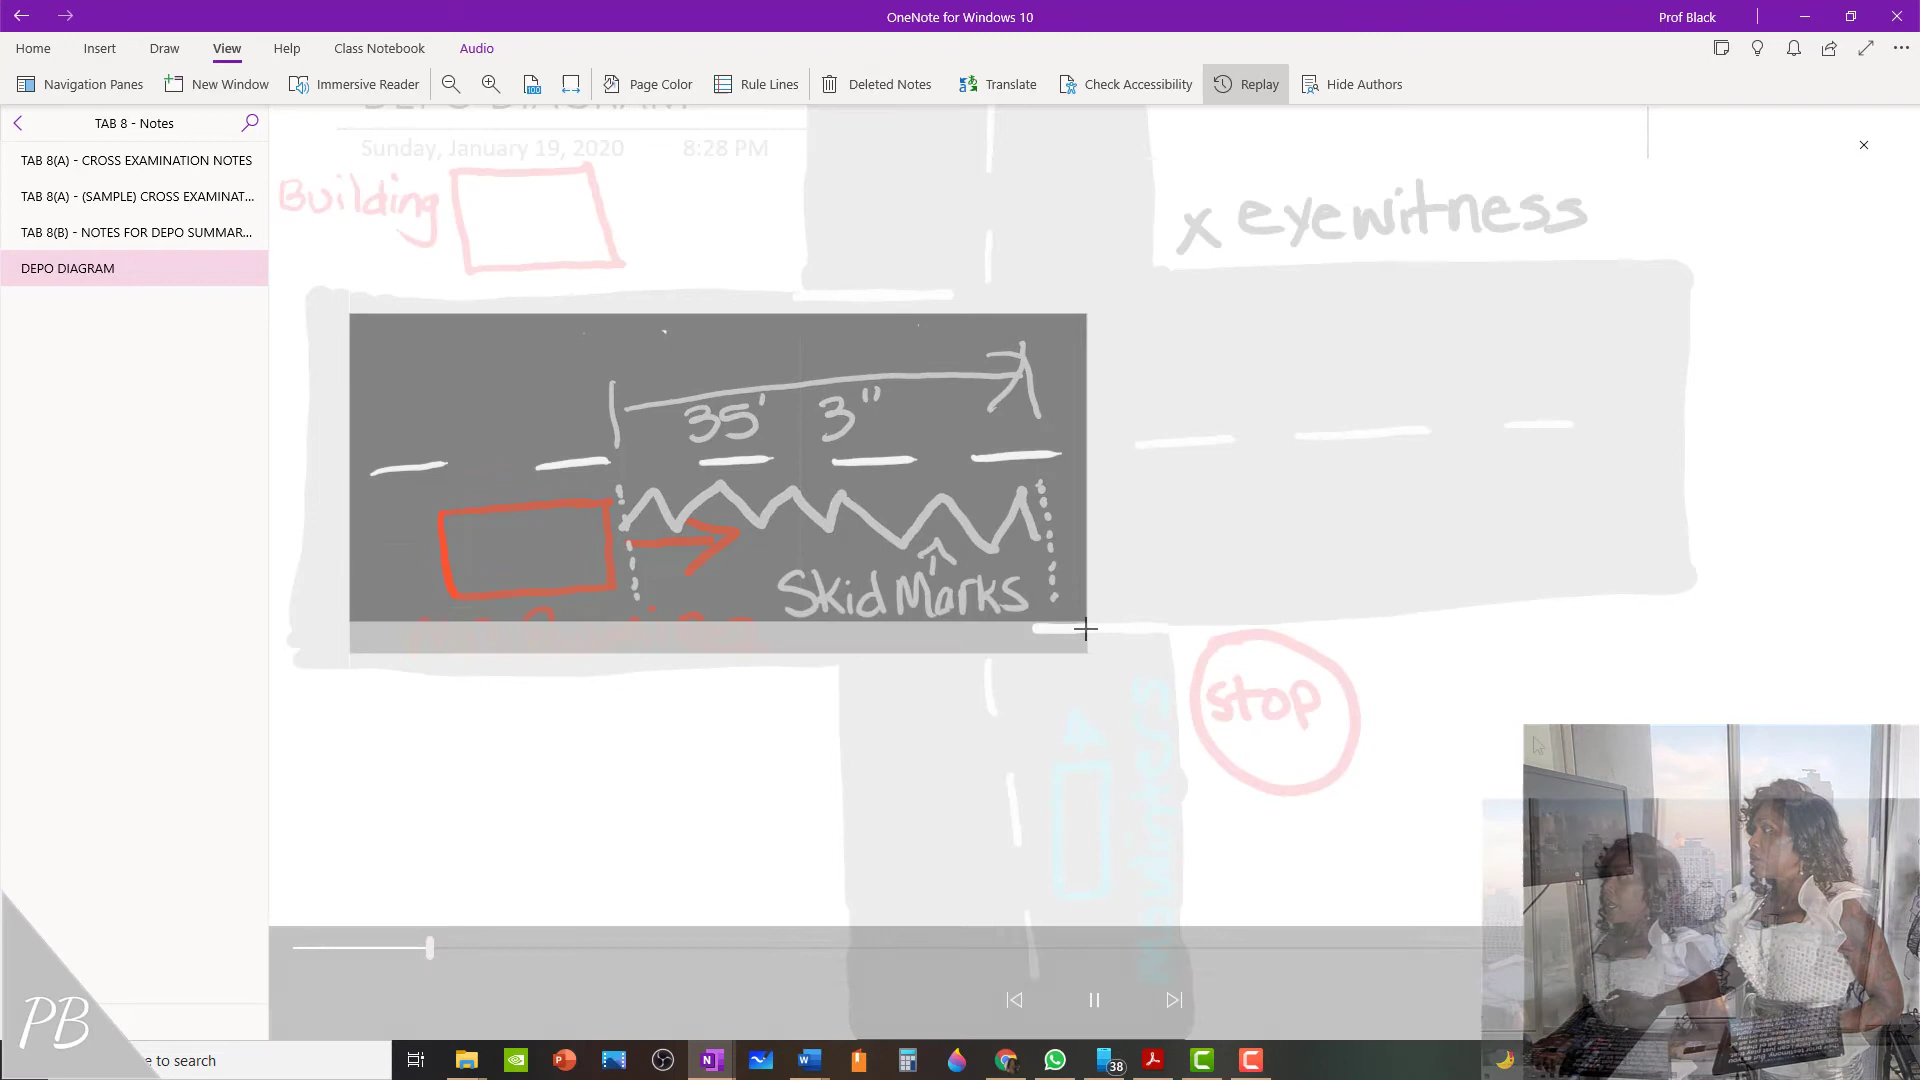 OneNote for Windows 10
Prof Black
Home Insert Draw View Help Class Notebook Audio
Navigation Panes New Window Immersive Reader Page Color Rule Lines Deleted Notes Translate Check Accessibility Replay Hide Authors
100
TAB 8 - Notes
TAB 8(A) - CROSS EXAMINATION NOTES
TAB 8(A) - (SAMPLE) CROSS EXAMINAT...
TAB 8(B) - NOTES FOR DEPO SUMMAR...
DEPO DIAGRAM
DEPO DIAGRAM
Sunday, January 19, 2020 8:28 PM
Building
x eyewitness
35' 3"
Skid Marks
stop
PB
e to search
38